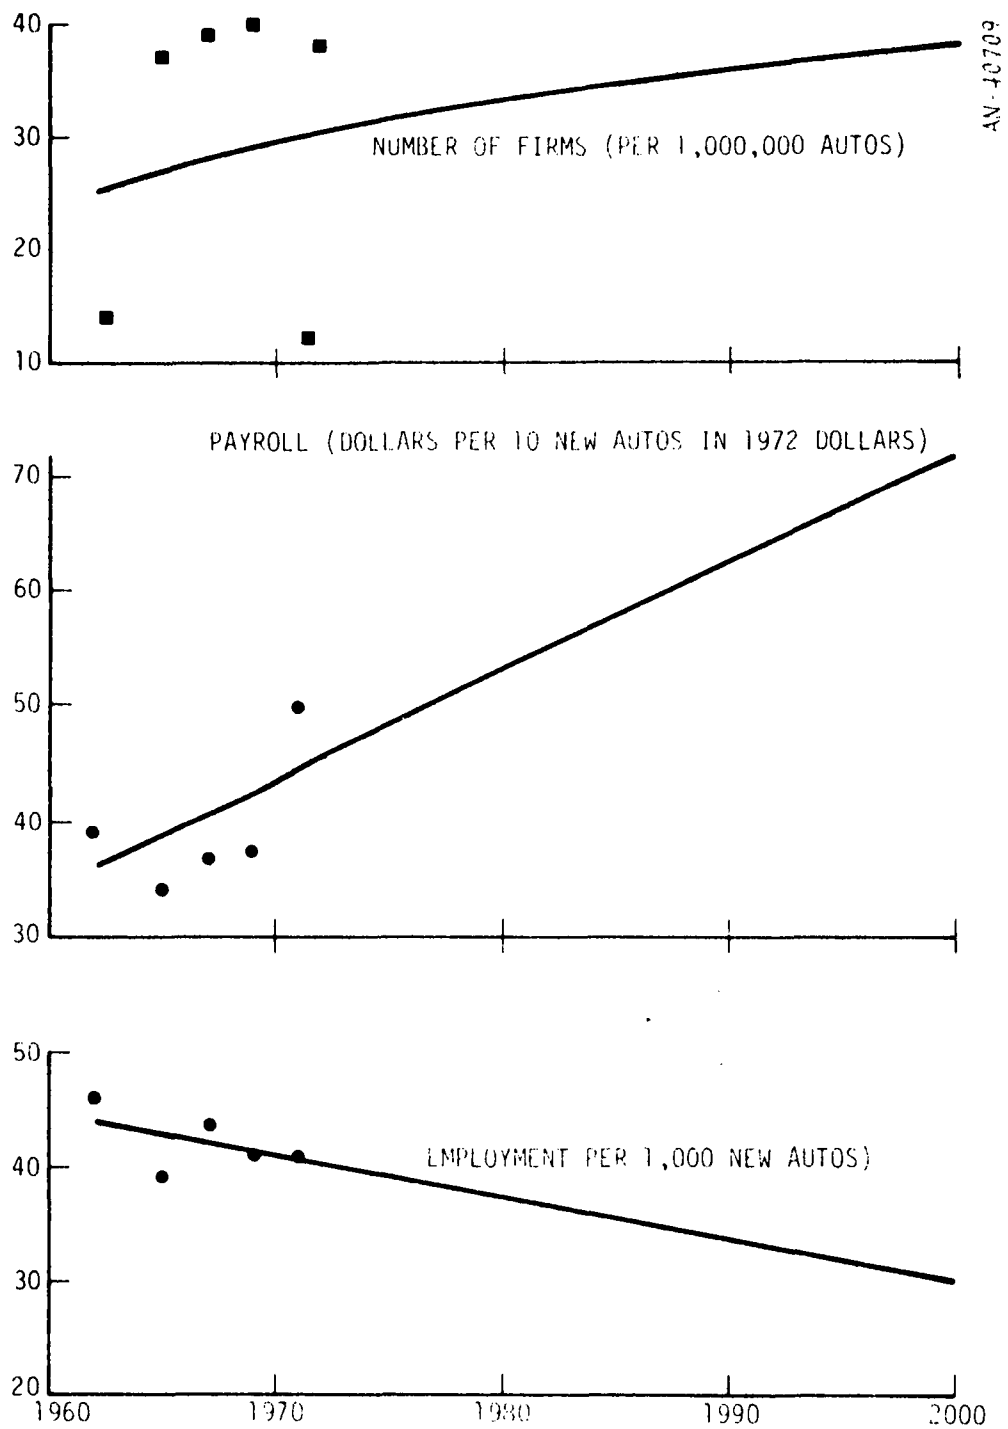 40
30
20
10
NUMBER OF FIRMS (PER 1,000,000 AUTOS)
AN-40709
PAYROLL (DOLLARS PER 10 NEW AUTOS IN 1972 DOLLARS)
70
60
50
40
30
50
40
30
20
EMPLOYMENT PER 1,000 NEW AUTOS)
1960 1970 1980 1990 2000